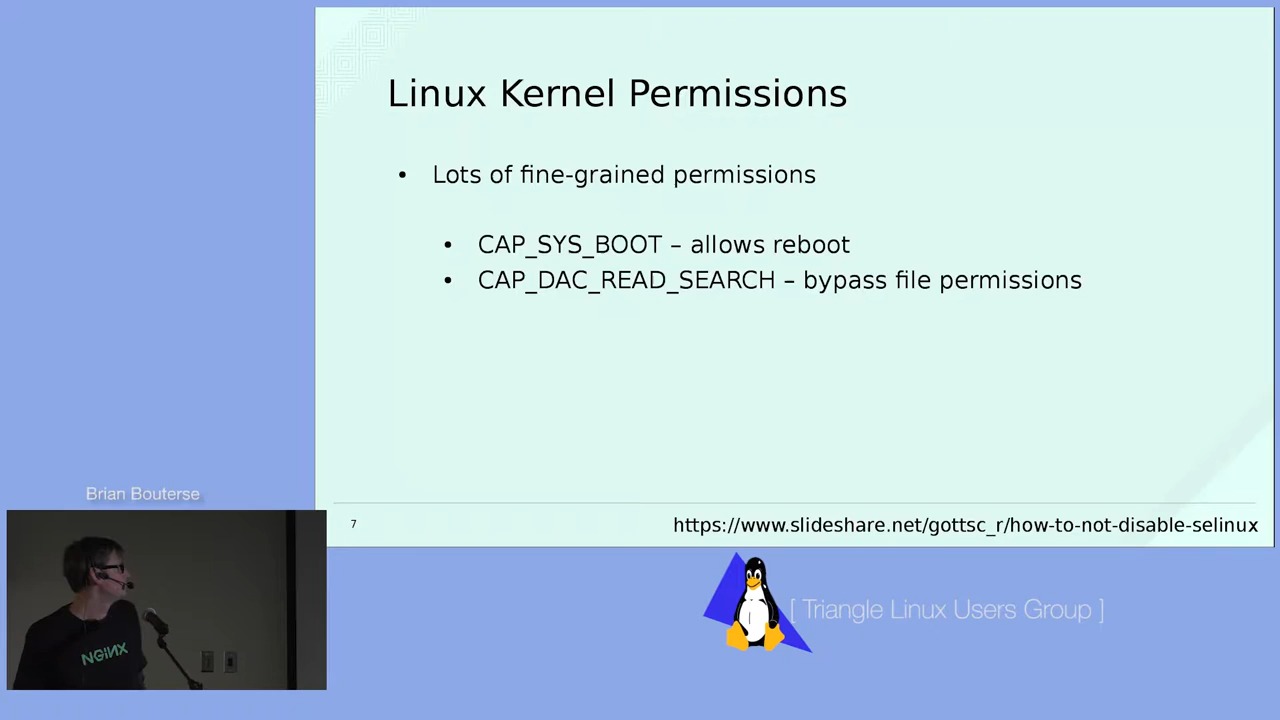 Linux Kernel Permissions
• Lots of fine-grained permissions
• CAP_SYS_BOOT – allows reboot
• CAP_DAC_READ_SEARCH – bypass file permissions
7
https://www.slideshare.net/gottsc_r/how-to-not-disable-selinux
Brian Bouterse
NGINX
[ Triangle Linux Users Group ]